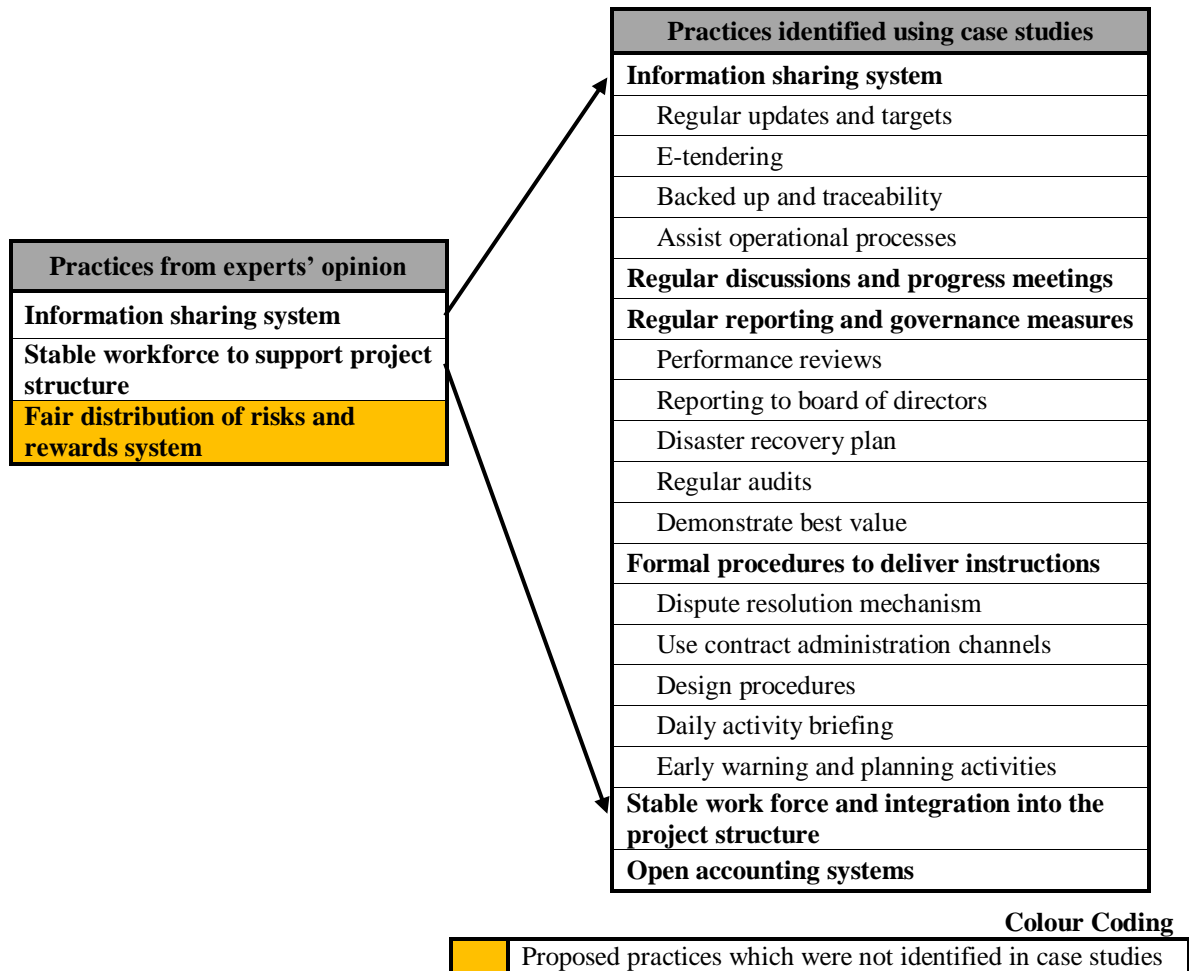 Practices from experts’ opinion
Information sharing system
Stable workforce to support project
structure
Fair distribution of risks and
rewards system
Practices identified using case studies
Information sharing system
Regular updates and targets
E-tendering
Backed up and traceability
Assist operational processes
Regular discussions and progress meetings
Regular reporting and governance measures
Performance reviews
Reporting to board of directors
Disaster recovery plan
Regular audits
Demonstrate best value
Formal procedures to deliver instructions
Dispute resolution mechanism
Use contract administration channels
Design procedures
Daily activity briefing
Early warning and planning activities
Stable work force and integration into the
project structure
Open accounting systems
Colour Coding
Proposed practices which were not identified in case studies